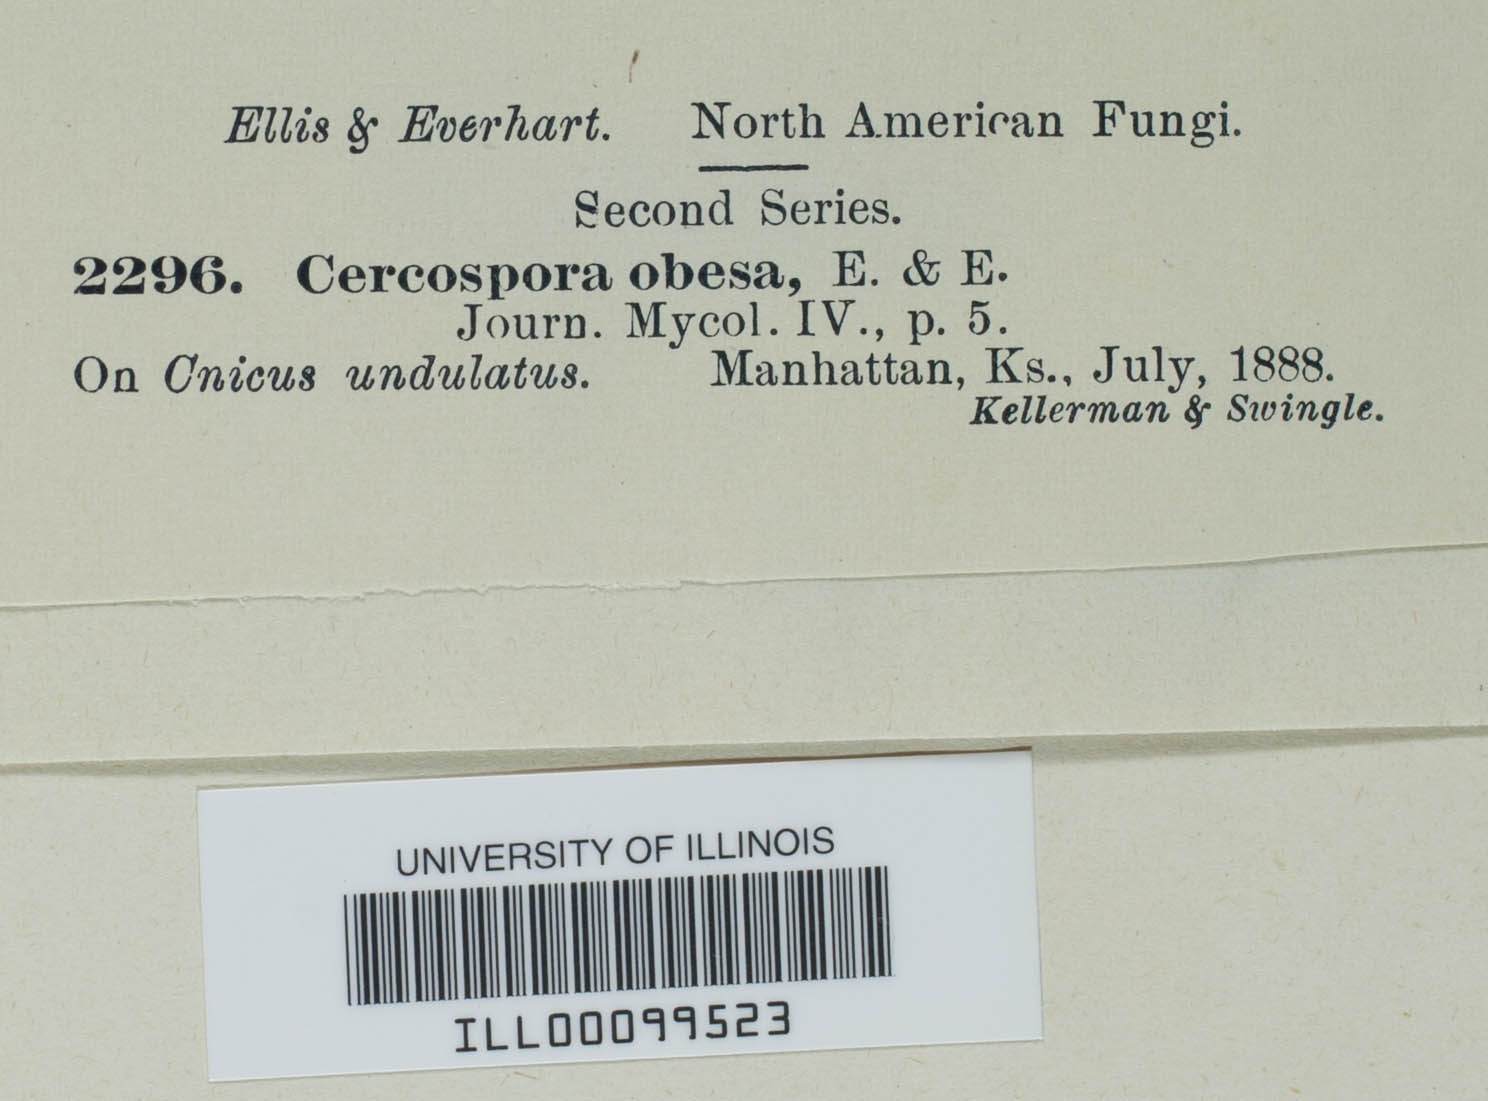 Ellis & Everhart. North American Fungi.
Second Series.
2296. Cercospora obesa, E. & E.
Journ. Mycol. IV., p. 5.
On Cnicus undulatus. Manhattan, Ks., July, 1888.
Kellerman & Swingle.
UNIVERSITY OF ILLINOIS
ILL00099523